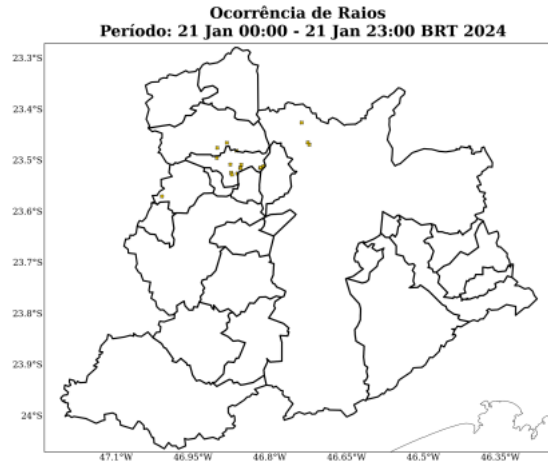 Ocorrência de Raios
Período: 21 Jan 00:00 - 21 Jan 23:00 BRT 2024
23.3°S
23.4°S
23.5°S
23.6°S
23.7°S
23.8°S
23.9°S
24°S
47.1°W 46.95°W 46.8°W 46.65°W 46.5°W 46.35°W